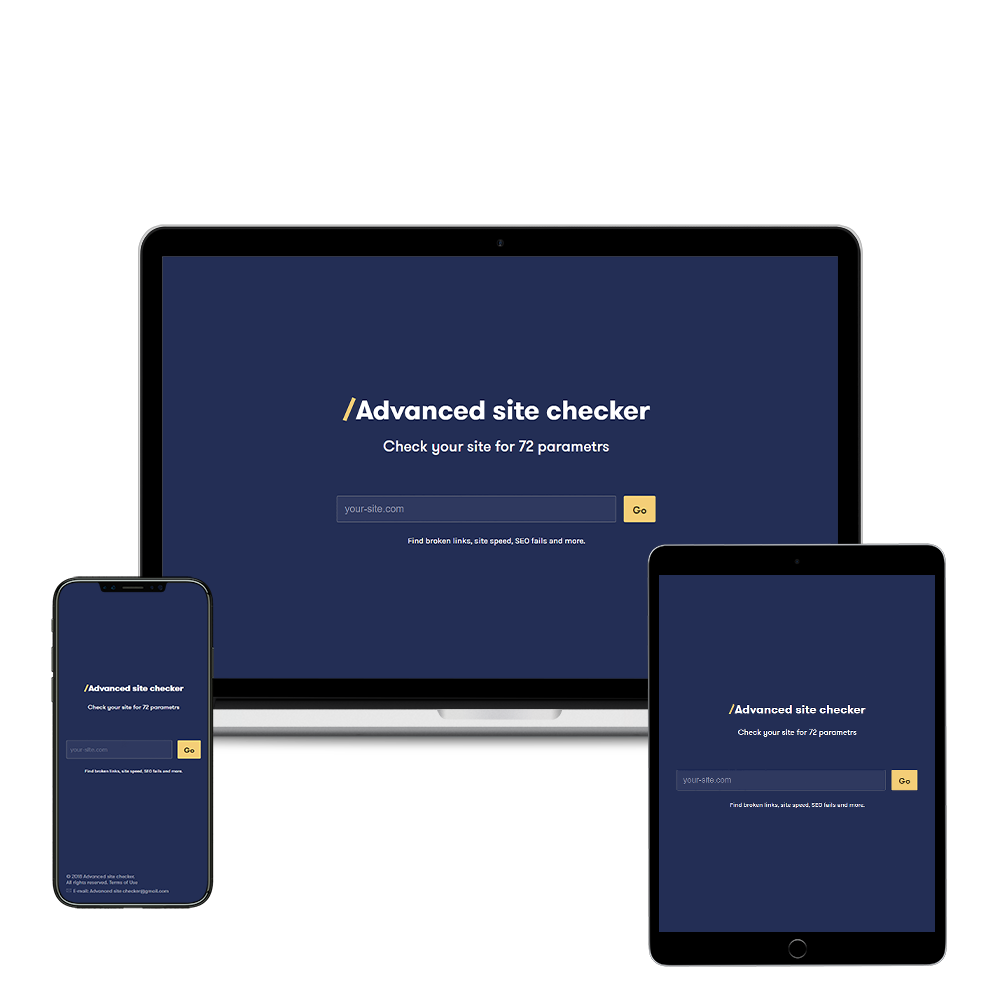 /Advanced site checker
Check your site for 72 parametrs
your-site.com
Go
Find broken links, site speed, SEO fails and more.
/Advanced site checker
Check your site for 72 parametrs
your-site.com
Go
Find broken links, site speed, SEO fails and more.
© 2018 Advanced site checker.
All rights reserved. Terms of Use
E-mail: Advanced site checker@gmail.com
/Advanced site checker
Check your site for 72 parametrs
your-site.com
Go
Find broken links, site speed, SEO fails and more.